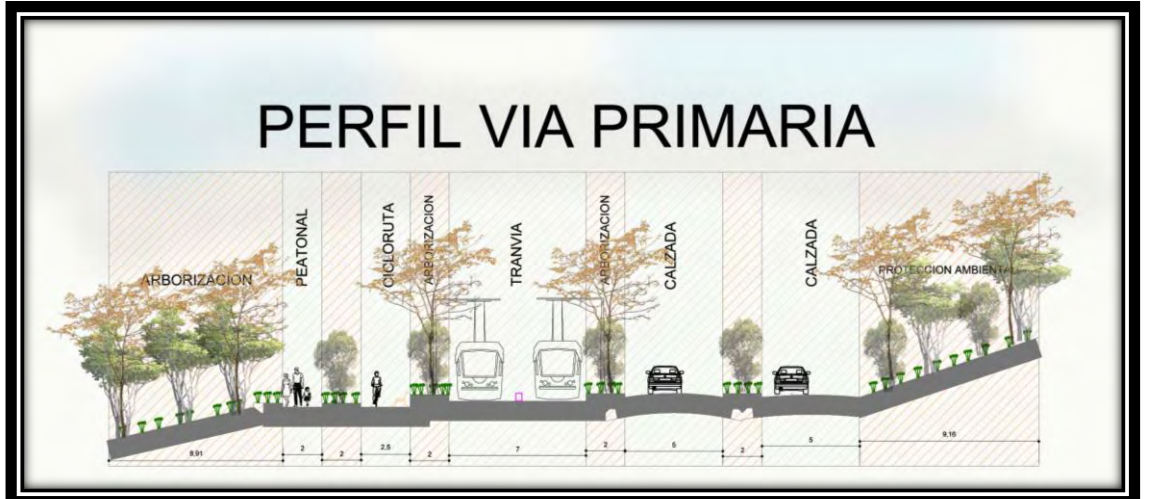 PERFIL VIA PRIMARIA
ARBORIZACION
PEATONAL
CICLORUTA
ARBORIZACION
TRANVIA
ARBORIZACION
CALZADA
CALZADA
PROTECCION AMBIENTAL
8,91
2
2
2,5
2
7
2
5
2
5
9,16